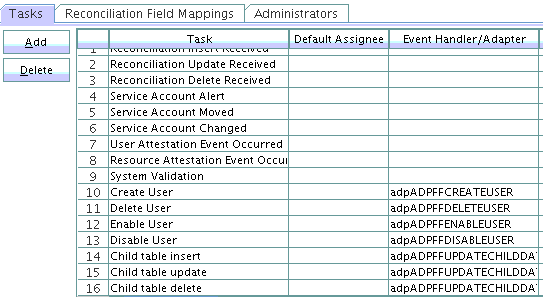 Tasks Reconciliation Field Mappings Administrators
Add
Delete
Task Default Assignee Event Handler/Adapter
1 Reconciliation Insert Received
2 Reconciliation Update Received
3 Reconciliation Delete Received
4 Service Account Alert
5 Service Account Moved
6 Service Account Changed
7 User Attestation Event Occurred
8 Resource Attestation Event Occur
9 System Validation
10 Create User adpADPFFCREATEUSER
11 Delete User adpADPFFDELETEUSER
12 Enable User adpADPFFENABLEUSER
13 Disable User adpADPFFDISABLEUSER
14 Child table insert adpADPFFUPDATECHILDDA
15 Child table update adpADPFFUPDATECHILDDA
16 Child table delete adpADPFFUPDATECHILDDA